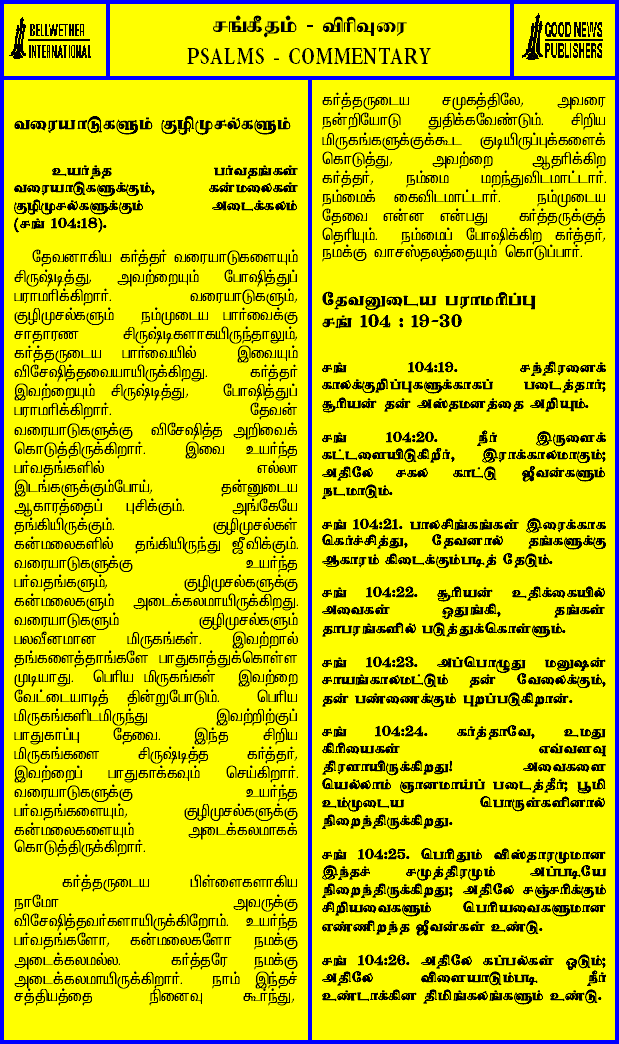 BELLWETHER
INTERNATIONAL
சங்கீதம் - விரிவுரை
PSALMS - COMMENTARY
GOOD NEWS
PUBLISHERS
வரையாடுகளும் குழிமுசல்களும்
உயர்ந்த பர்வதங்கள்
வரையாடுகளுக்கும், கன்மலைகள்
குழிமுசல்களுக்கும் அடைக்கலம்
(சங் 104:18).
தேவனாகிய கர்த்தர் வரையாடுகளையும்
சிருஷ்டித்து, அவற்றையும் போஷித்துப்
பராமரிக்கிறார். வரையாடுகளும்,
குழிமுசல்களும் நம்முடைய பார்வைக்கு
சாதாரண சிருஷ்டிகளாகயிருந்தாலும்,
கர்த்தருடைய பார்வையில் இவையும்
விசேஷித்தவையாயிருக்கிறது. கர்த்தர்
இவற்றையும் சிருஷ்டித்து, போஷித்துப்
பராமரிக்கிறார். தேவன்
வரையாடுகளுக்கு விசேஷித்த அறிவைக்
கொடுத்திருக்கிறார். இவை உயர்ந்த
பர்வதங்களில் எல்லா
இடங்களுக்கும்போய், தன்னுடைய
ஆகாரத்தைப் புசிக்கும். அங்கேயே
தங்கியிருக்கும். குழிமுசல்கள்
கன்மலைகளில் தங்கியிருந்து ஜீவிக்கும்.
வரையாடுகளுக்கு உயர்ந்த
பர்வதங்களும், குழிமுசல்களுக்கு
கன்மலைகளும் அடைக்கலமாயிருக்கிறது.
வரையாடுகளும் குழிமுசல்களும்
பலவீனமான மிருகங்கள். இவற்றால்
தங்களைத்தாங்களே பாதுகாத்துக்கொள்ள
முடியாது. பெரிய மிருகங்கள் இவற்றை
வேட்டையாடித் தின்றுபோடும். பெரிய
மிருகங்களிடமிருந்து இவற்றிற்குப்
பாதுகாப்பு தேவை. இந்த சிறிய
மிருகங்களை சிருஷ்டித்த கர்த்தர்,
இவற்றைப் பாதுகாக்கவும் செய்கிறார்.
வரையாடுகளுக்கு உயர்ந்த
பர்வதங்களையும், குழிமுசல்களுக்கு
கன்மலைகளையும் அடைக்கலமாகக்
கொடுத்திருக்கிறார்.
கர்த்தருடைய பிள்ளைகளாகிய
நாமோ அவருக்கு
விசேஷித்தவர்களாயிருக்கிறோம். உயர்ந்த
பர்வதங்களோ, கன்மலைகளோ நமக்கு
அடைக்கலமல்ல. கர்த்தரே நமக்கு
அடைக்கலமாயிருக்கிறார். நாம் இந்தச்
சத்தியத்தை நினைவு கூர்ந்து,
கர்த்தருடைய சமுகத்திலே, அவரை
நன்றியோடு துதிக்கவேண்டும். சிறிய
மிருகங்களுக்குக்கூட குடியிருப்புக்களைக்
கொடுத்து, அவற்றை ஆதரிக்கிற
கர்த்தர், நம்மை மறந்துவிடமாட்டார்.
நம்மைக் கைவிடமாட்டார். நம்முடைய
தேவை என்ன என்பது கர்த்தருக்குத்
தெரியும். நம்மைப் போஷிக்கிற கர்த்தர்,
நமக்கு வாசஸ்தலத்தையும் கொடுப்பார்.
தேவனுடைய பராமரிப்பு
சங் 104 : 19-30
சங் 104:19. சந்திரனைக்
காலக்குறிப்புகளுக்காகப் படைத்தார்;
சூரியன் தன் அஸ்தமனத்தை அறியும்.
சங் 104:20. நீர் இருளைக்
கட்டளையிடுகிறீர், இராக்காலமாகும்;
அதிலே சகல காட்டு ஜீவன்களும்
நடமாடும்.
சங் 104:21. பாலசிங்கங்கள் இரைக்காக
கெர்ச்சித்து, தேவனால் தங்களுக்கு
ஆகாரம் கிடைக்கும்படித் தேடும்.
சங் 104:22. சூரியன் உதிக்கையில்
அவைகள் ஒதுங்கி, தங்கள்
தாபரங்களில் படுத்துக்கொள்ளும்.
சங் 104:23. அப்பொழுது மனுஷன்
சாயங்காலமட்டும் தன் வேலைக்கும்,
தன் பண்ணைக்கும் புறப்படுகிறான்.
சங் 104:24. கர்த்தாவே, உமது
கிரியைகள் எவ்வளவு
திரளாயிருக்கிறது! அவைகளை
யெல்லாம் ஞானமாய்ப் படைத்தீர்; பூமி
உம்முடைய பொருள்களினால்
நிறைந்திருக்கிறது.
சங் 104:25. பெரிதும் விஸ்தாரமுமான
இந்தச் சமுத்திரமும் அப்படியே
நிறைந்திருக்கிறது; அதிலே சஞ்சரிக்கும்
சிறியவைகளும் பெரியவைகளுமான
எண்ணிறந்த ஜீவன்கள் உண்டு.
சங் 104:26. அதிலே கப்பல்கள் ஓடும்;
அதிலே விளையாடும்படி நீர்
உண்டாக்கின திமிங்கலங்களும் உண்டு.